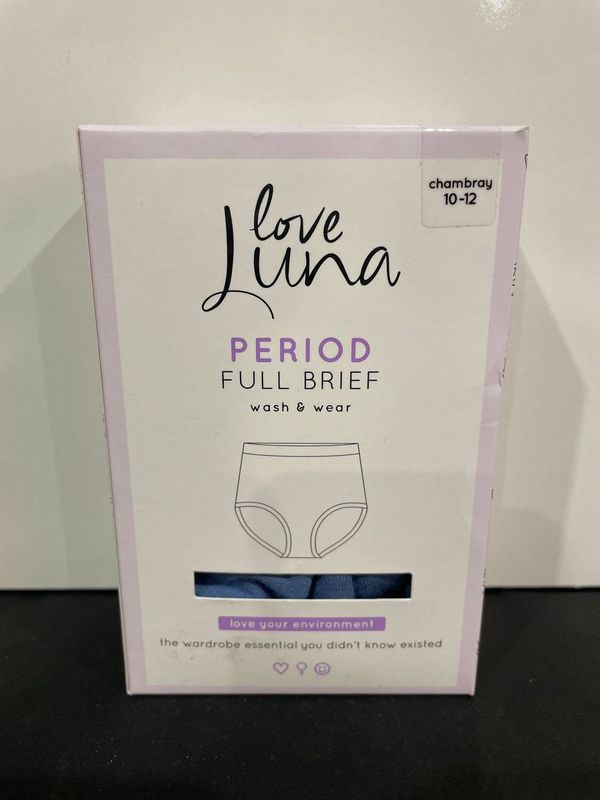 chambray
10-12
love
Luna
PERIOD
FULL BRIEF
wash & wear
love your environment
the wardrobe essential you didn't know existed